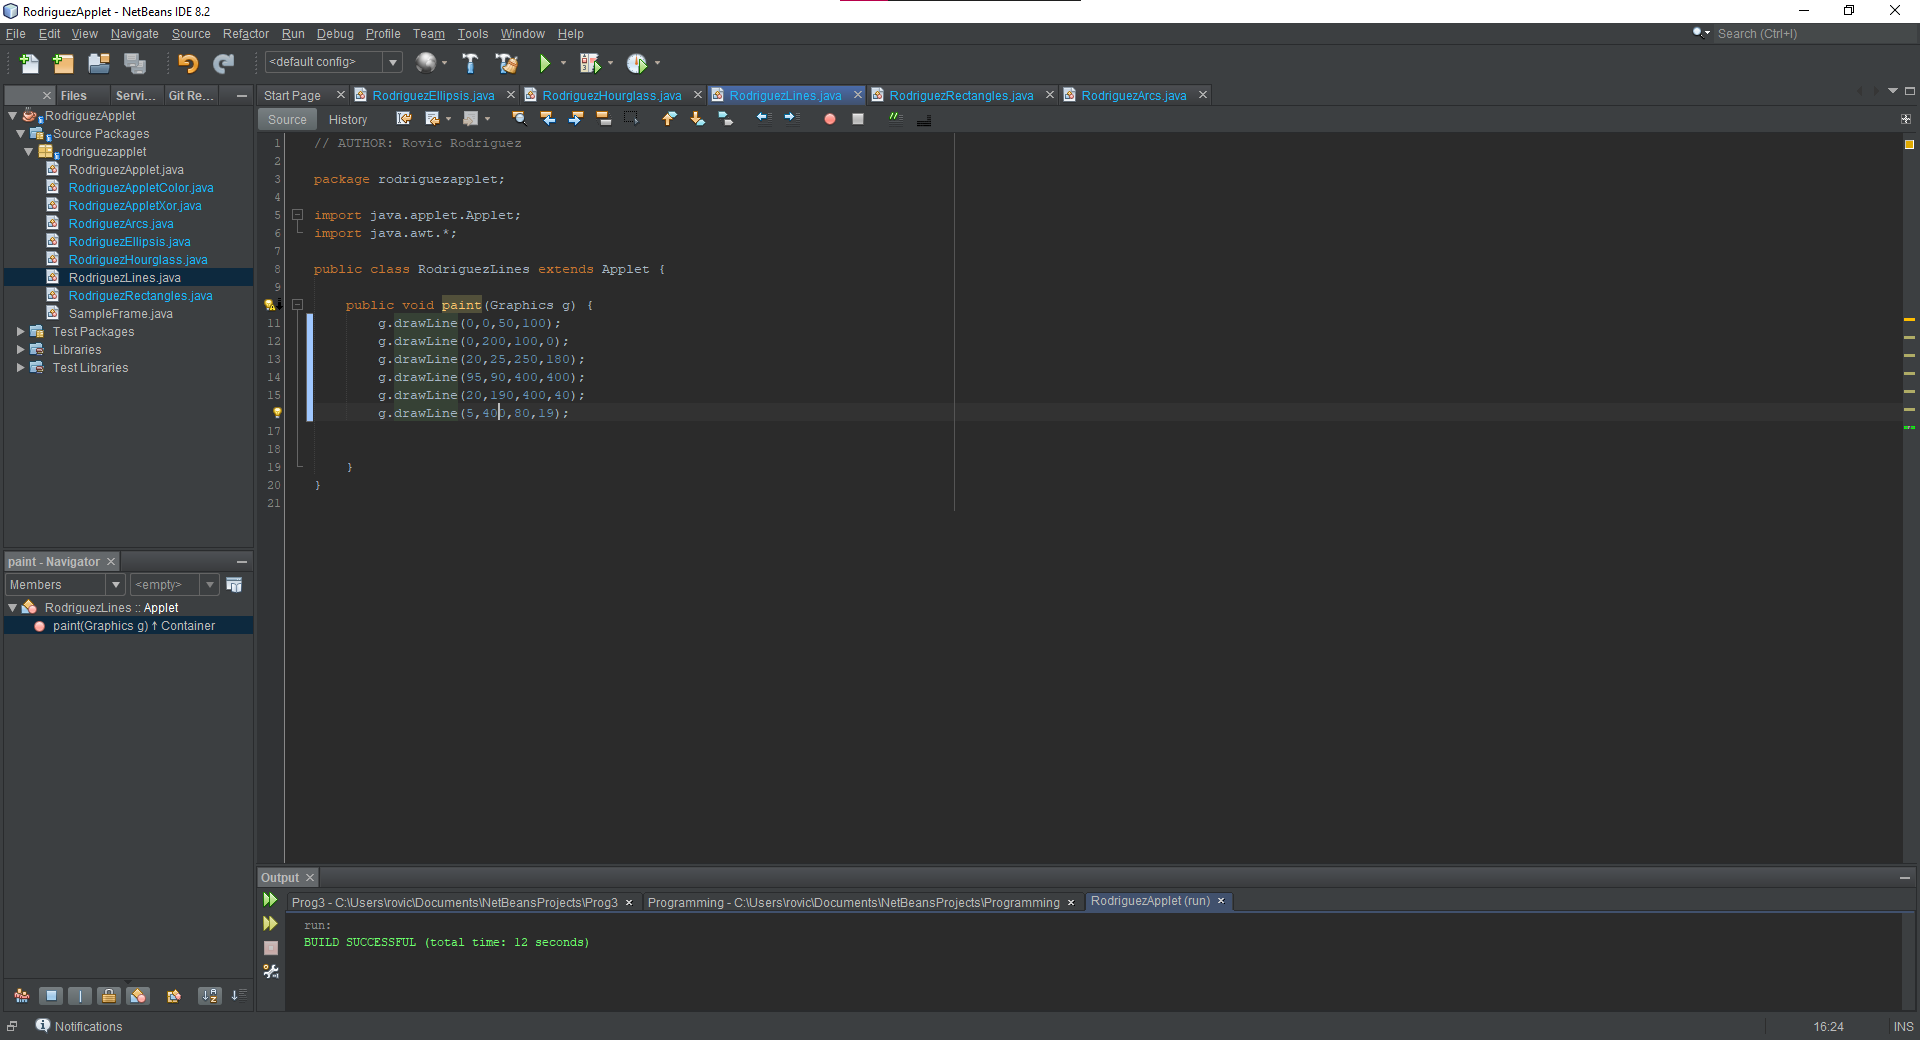 RodriguezApplet - NetBeans IDE 8.2
File Edit View Navigate Source Refactor Run Debug Profile Team Tools Window Help
Search (Ctrl+I)
<default config>
Files Servi... Git Re...
Start Page RodriguezEllipsis.java RodriguezHourglass.java RodriguezLines.java RodriguezRectangles.java RodriguezArcs.java
RodriguezApplet
Source Packages
rodriguezapplet
RodriguezApplet.java
RodriguezAppletColor.java
RodriguezAppletXor.java
RodriguezArcs.java
RodriguezEllipsis.java
RodriguezHourglass.java
RodriguezLines.java
RodriguezRectangles.java
SampleFrame.java
Test Packages
Libraries
Test Libraries
Source History
1 // AUTHOR: Rovic Rodriguez
2
3 package rodriguezapplet;
4
5 import java.applet.Applet;
6 import java.awt.*;
7
8 public class RodriguezLines extends Applet {
9
public void paint(Graphics g) {
11 g.drawLine(0,0,50,100);
12 g.drawLine(0,200,100,0);
13 g.drawLine(20,25,250,180);
14 g.drawLine(95,90,400,400);
15 g.drawLine(20,190,400,40);
g.drawLine(5,400,80,19);
17
18
19 }
20 }
21
paint - Navigator
Members <empty>
RodriguezLines :: Applet
paint(Graphics g) ↑ Container
Output
Prog3 - C:\Users\rovic\Documents\NetBeansProjects\Prog3 Programming - C:\Users\rovic\Documents\NetBeansProjects\Programming RodriguezApplet (run)
run:
BUILD SUCCESSFUL (total time: 12 seconds)
Notifications
16:24 INS